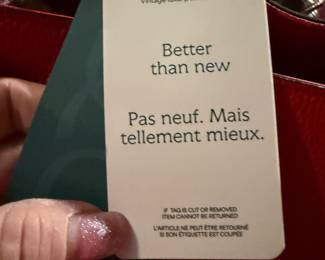 Better
than new
Pas neuf. Mais
tellement mieux.
IF TAG IS CUT OR REMOVED
ITEM CANNOT BE RETURNED
L'ARTICLE NE PEUT ÊTRE RETOURNÉ
SI SON ÉTIQUETTE EST COUPÉE